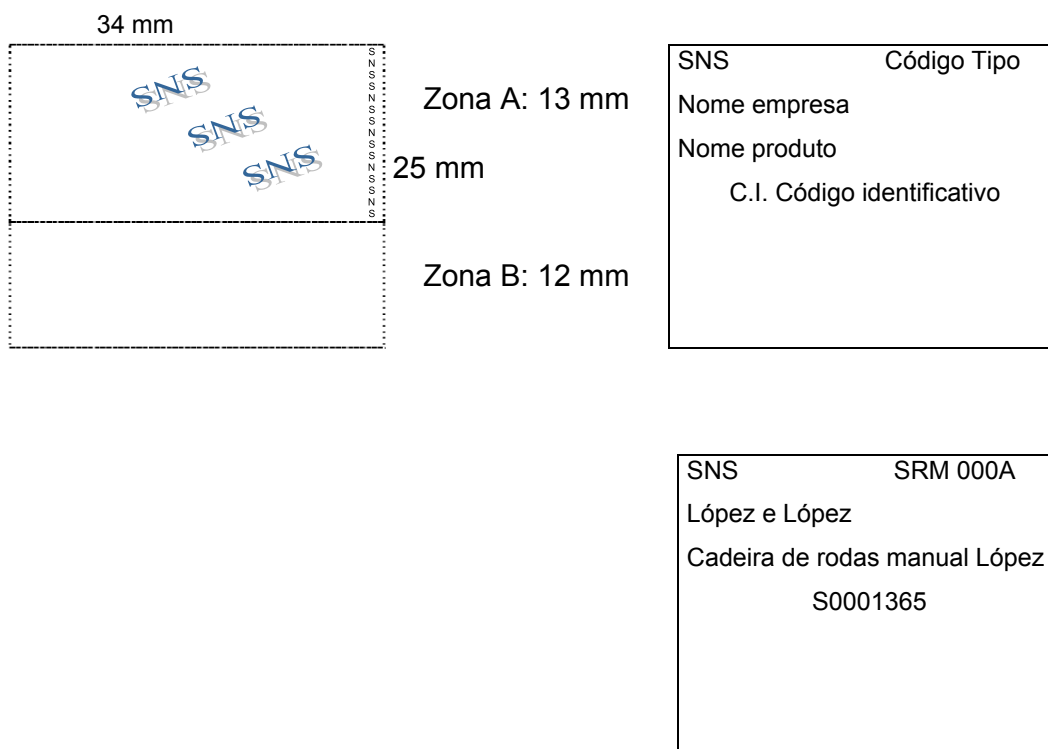 34 mm
SNS
SNS
SNS
SNSSNSSNSSNSSNS
Zona A: 13 mm
25 mm
Zona B: 12 mm
SNS Código Tipo
Nome empresa
Nome produto
C.I. Código identificativo
SNS SRM 000A
López e López
Cadeira de rodas manual López
S0001365